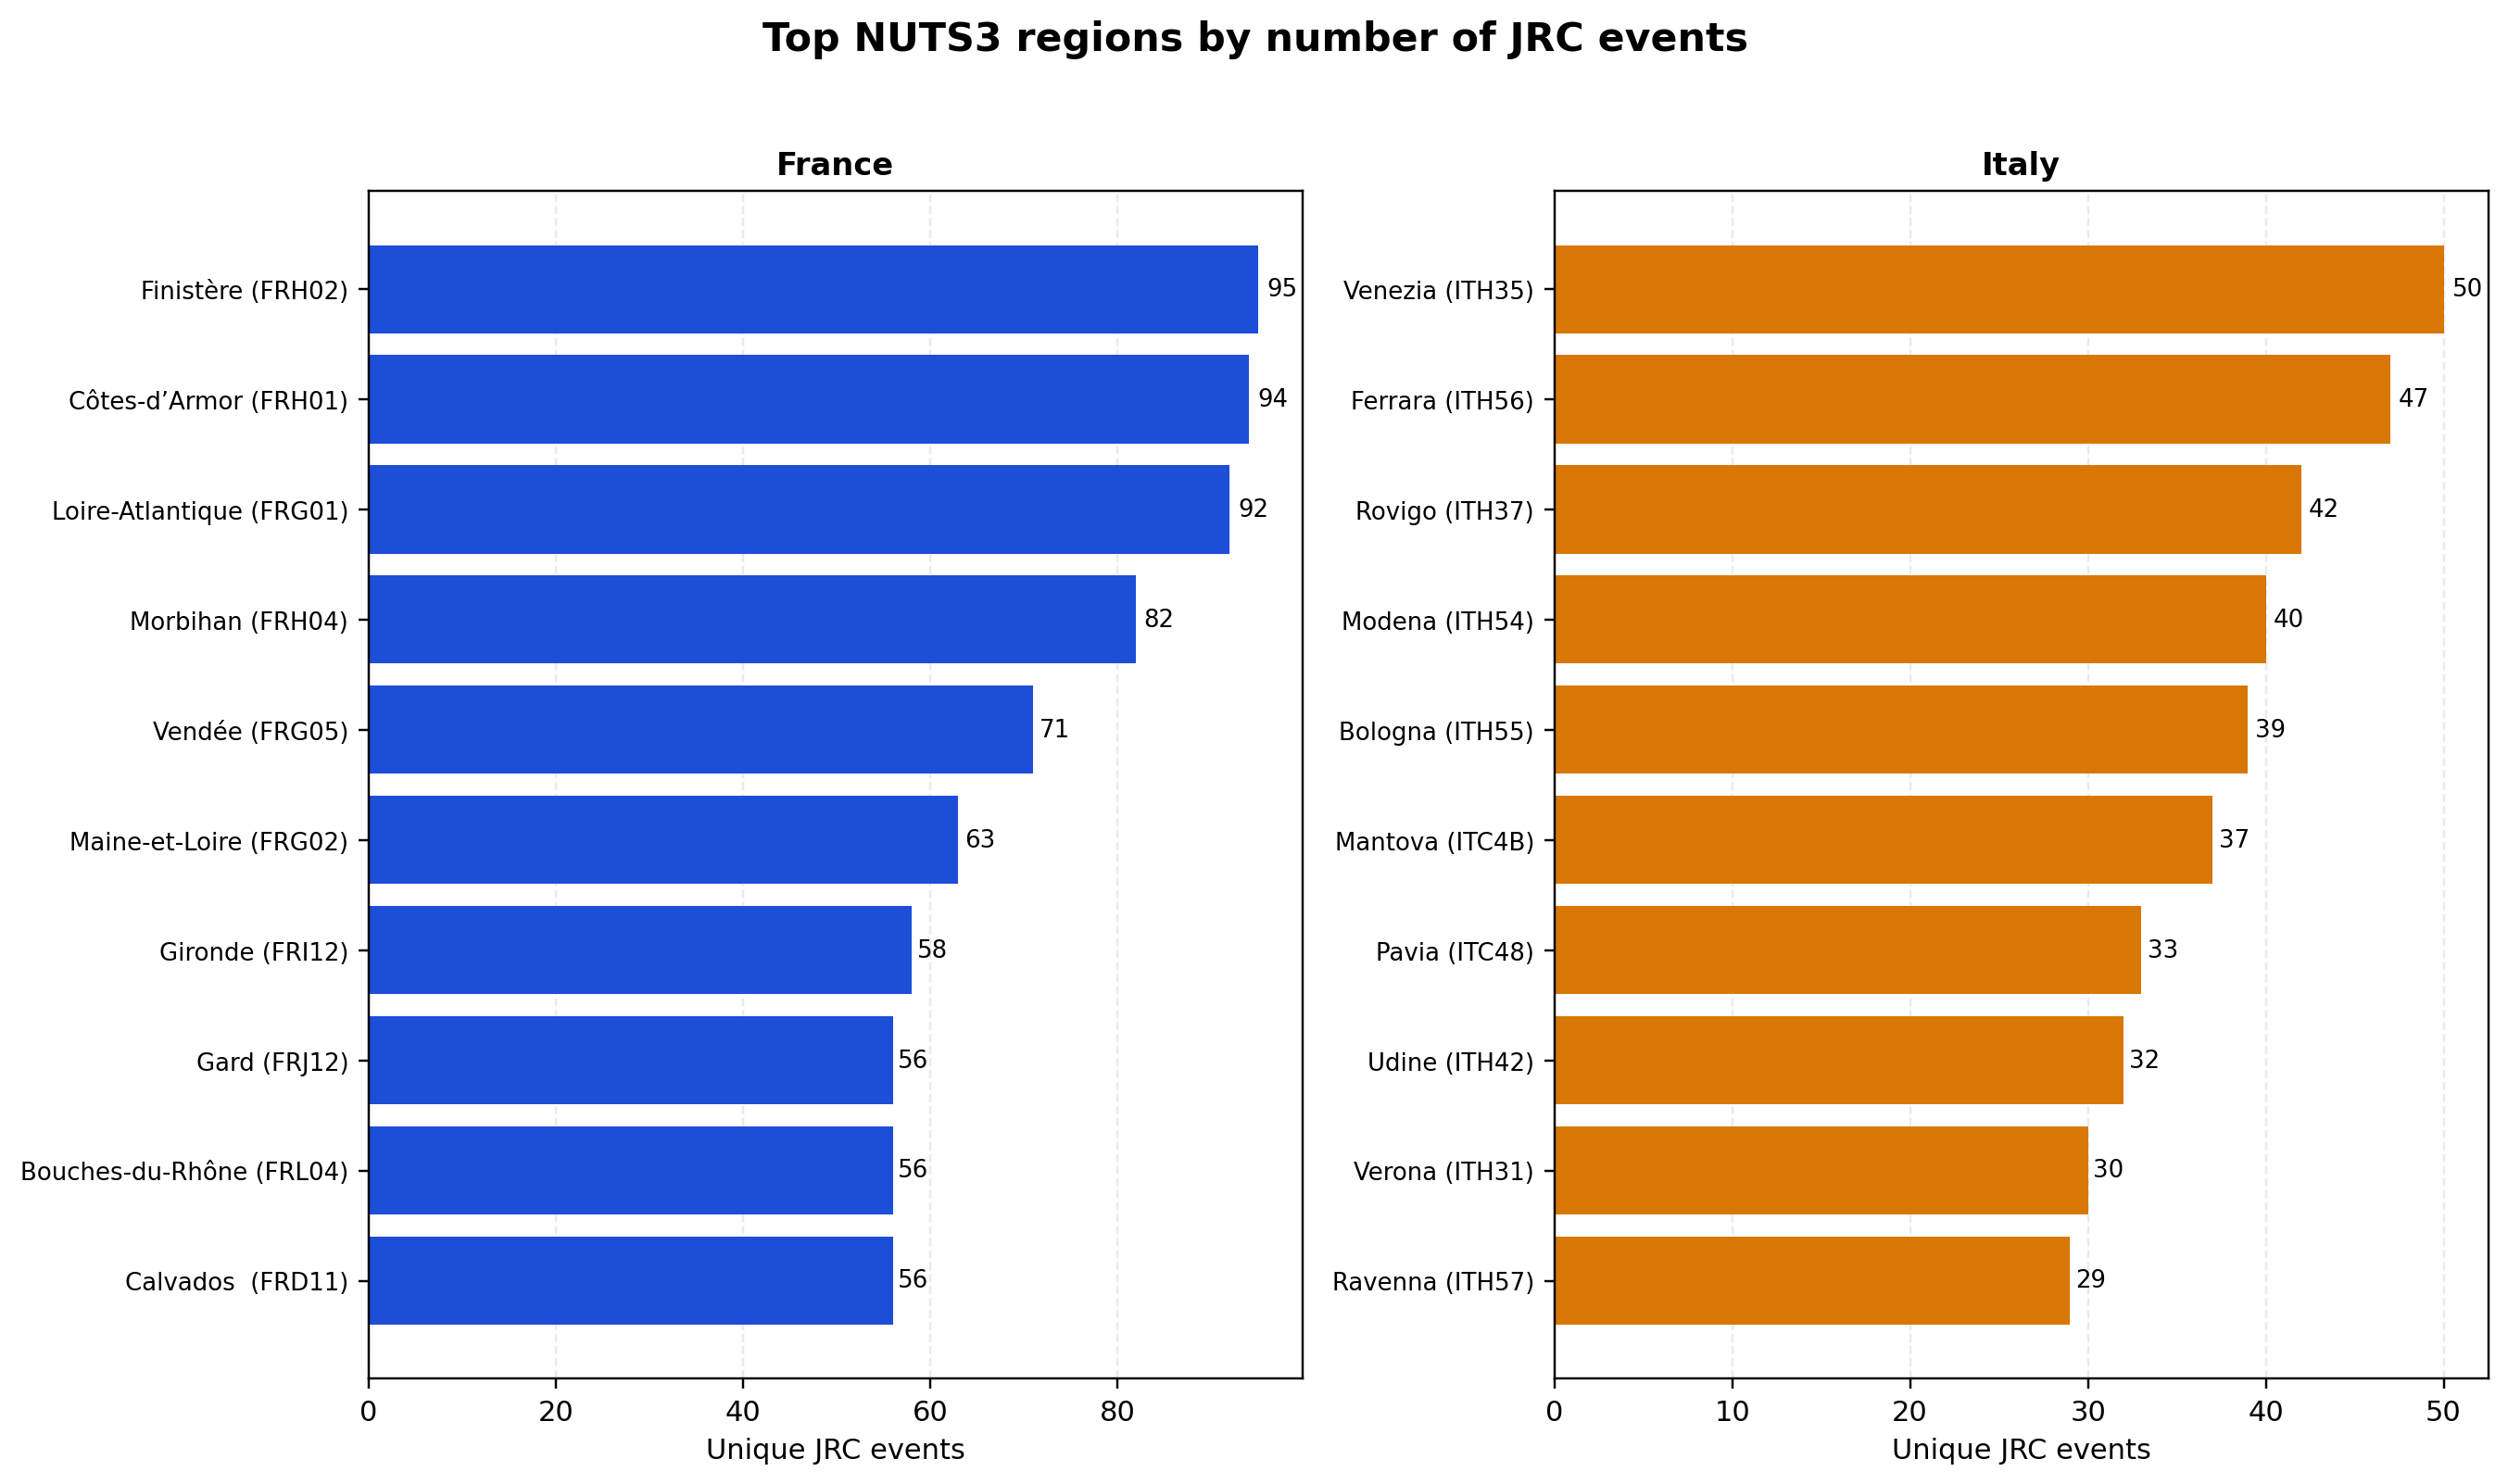 Top NUTS3 regions by number of JRC events
France
Finistère (FRH02)
95
Côtes-d’Armor (FRH01)
94
Loire-Atlantique (FRG01)
92
Morbihan (FRH04)
82
Vendée (FRG05)
71
Maine-et-Loire (FRG02)
63
Gironde (FRI12)
58
Gard (FRJ12)
56
Bouches-du-Rhône (FRL04)
56
Calvados  (FRD11)
56
0 20 40 60 80
Unique JRC events
Italy
Venezia (ITH35)
50
Ferrara (ITH56)
47
Rovigo (ITH37)
42
Modena (ITH54)
40
Bologna (ITH55)
39
Mantova (ITC4B)
37
Pavia (ITC48)
33
Udine (ITH42)
32
Verona (ITH31)
30
Ravenna (ITH57)
29
0 10 20 30 40 50
Unique JRC events